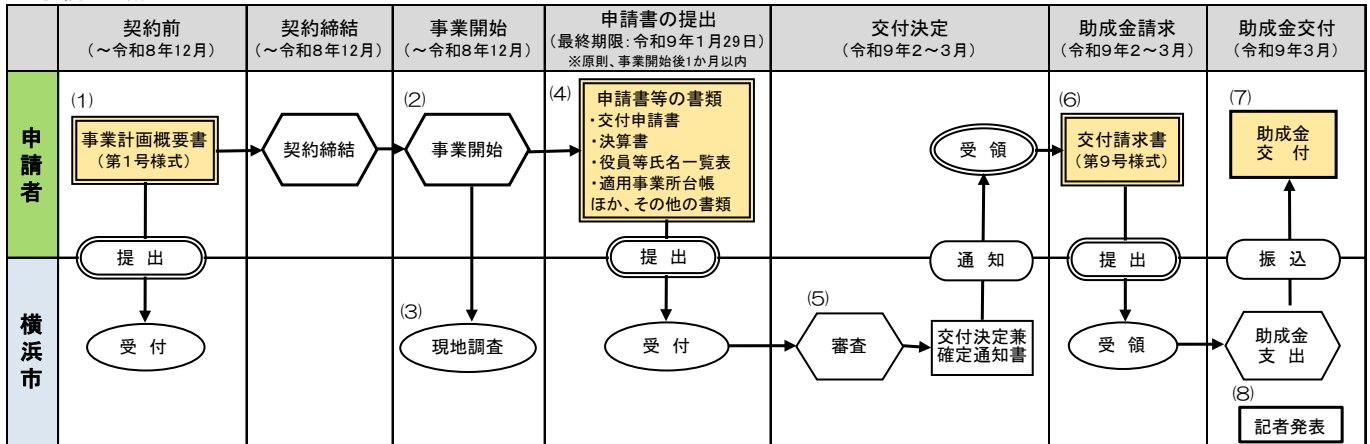 契約前
(～令和8年12月)
契約締結
(～令和8年12月)
事業開始
(～令和8年12月)
申請書の提出
(最終期限:令和9年1月29日)
※原則、事業開始後1か月以内
交付決定
(令和9年2～3月)
助成金請求
(令和9年2～3月)
助成金交付
(令和9年3月)
申請者
(1)
事業計画概要書
(第1号様式)
契約締結
(2)
事業開始
(4)
申請書等の書類
・交付申請書
・決算書
・役員等氏名一覧表
・適用事業所台帳
ほか、その他の書類
受領
(6)
交付請求書
(第9号様式)
(7)
助成金
交付
提出
提出
通知
提出
振込
横浜市
受付
(3)
現地調査
受付
(5)
審査
交付決定兼
確定通知書
受領
助成金
支出
(8)
記者発表